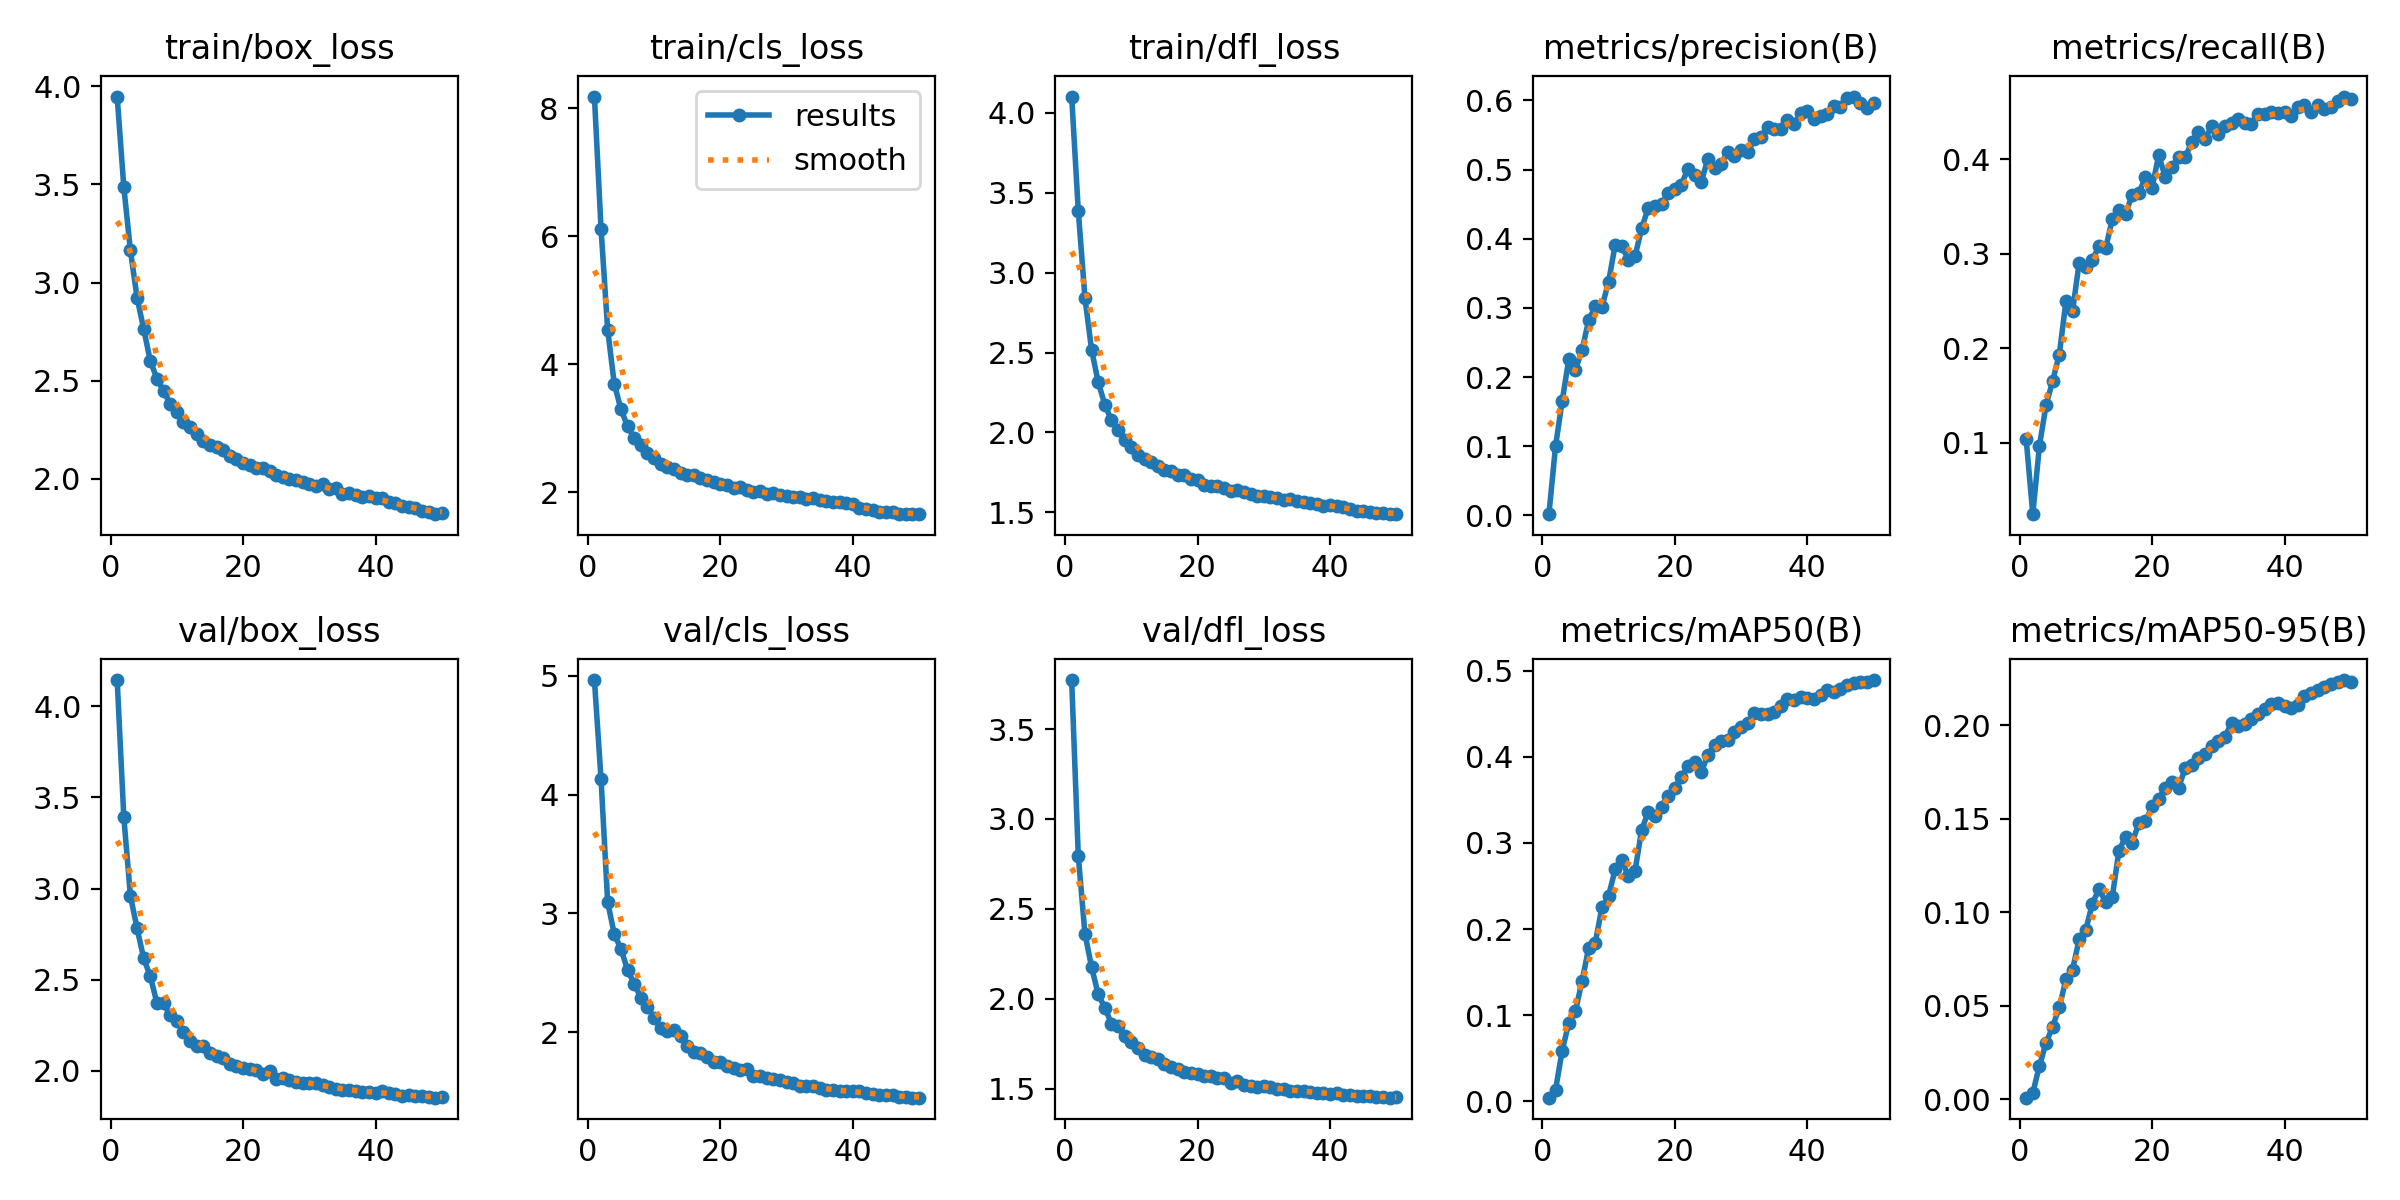 train/box_loss
4.0
3.5
3.0
2.5
2.0
0 20 40
train/cls_loss
results
smooth
8
6
4
2
0 20 40
train/dfl_loss
4.0
3.5
3.0
2.5
2.0
1.5
0 20 40
metrics/precision(B)
0.6
0.5
0.4
0.3
0.2
0.1
0.0
0 20 40
metrics/recall(B)
0.4
0.3
0.2
0.1
0 20 40
val/box_loss
4.0
3.5
3.0
2.5
2.0
0 20 40
val/cls_loss
5
4
3
2
0 20 40
val/dfl_loss
3.5
3.0
2.5
2.0
1.5
0 20 40
metrics/mAP50(B)
0.5
0.4
0.3
0.2
0.1
0.0
0 20 40
metrics/mAP50-95(B)
0.20
0.15
0.10
0.05
0.00
0 20 40